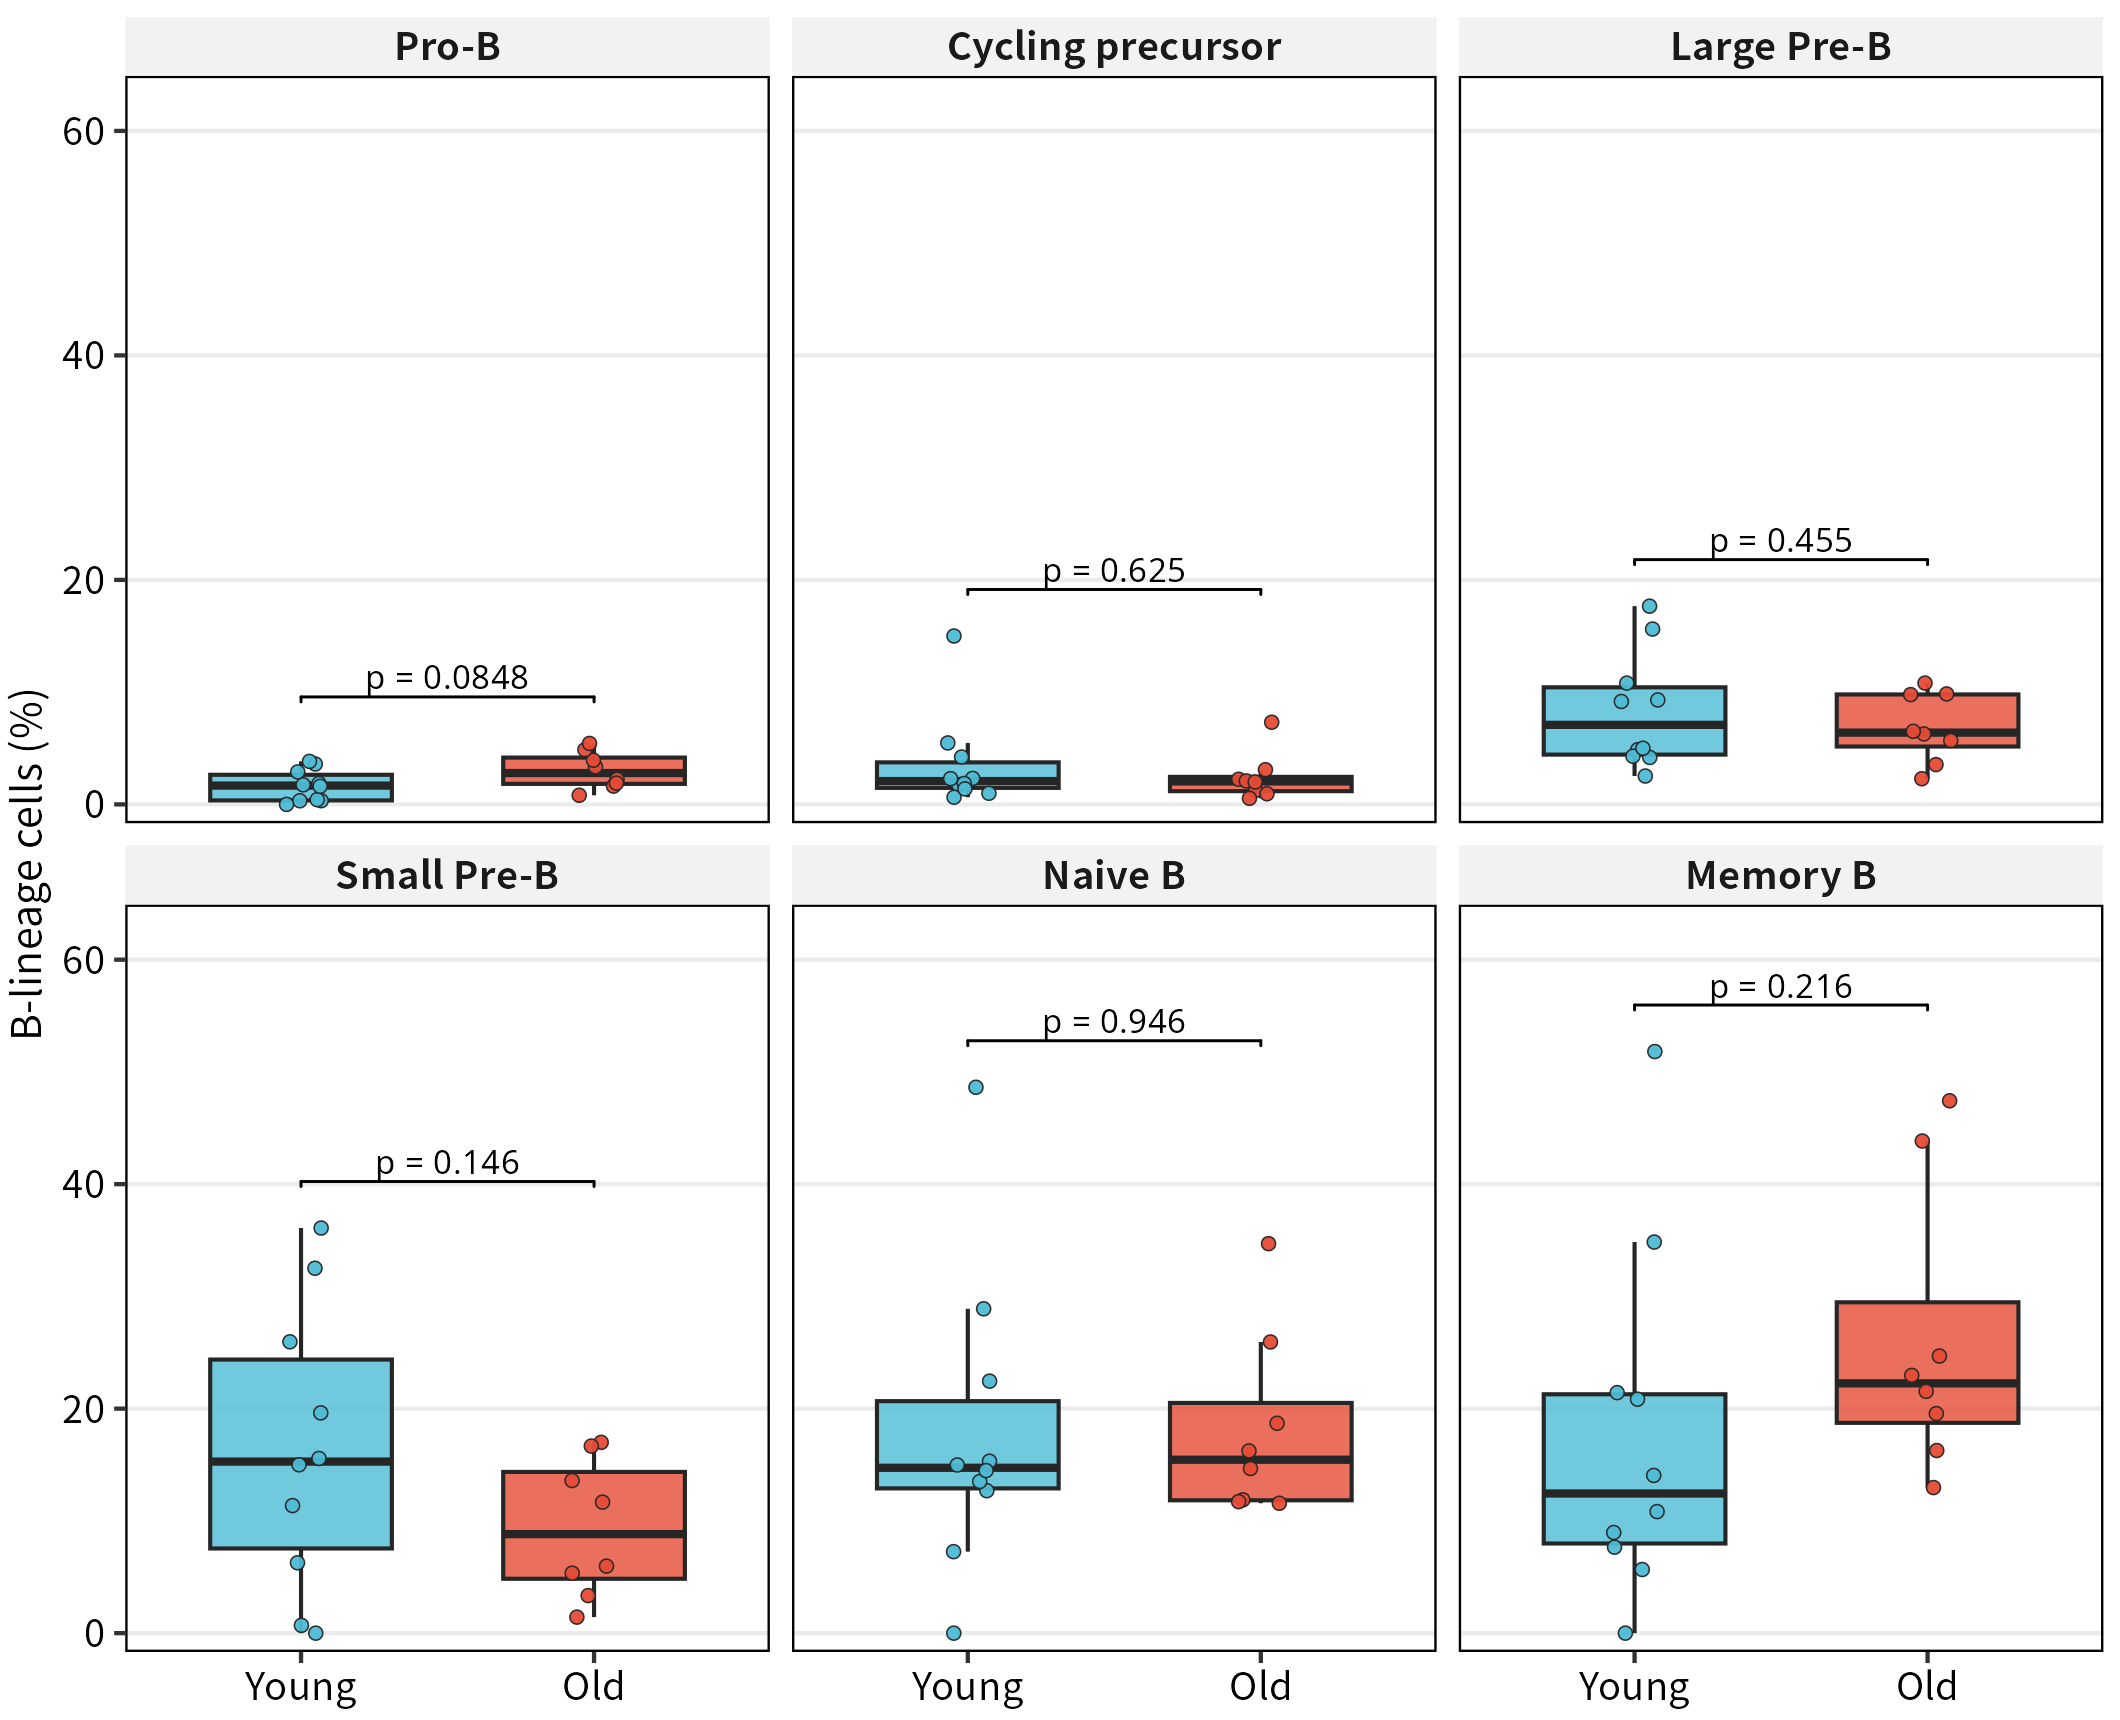 Pro-B
Cycling precursor
Large Pre-B
60
40
20
0
p = 0.0848
p = 0.625
p = 0.455
B-lineage cells (%)
Small Pre-B
Naive B
Memory B
60
40
20
0
p = 0.146
p = 0.946
p = 0.216
Young
Old
Young
Old
Young
Old